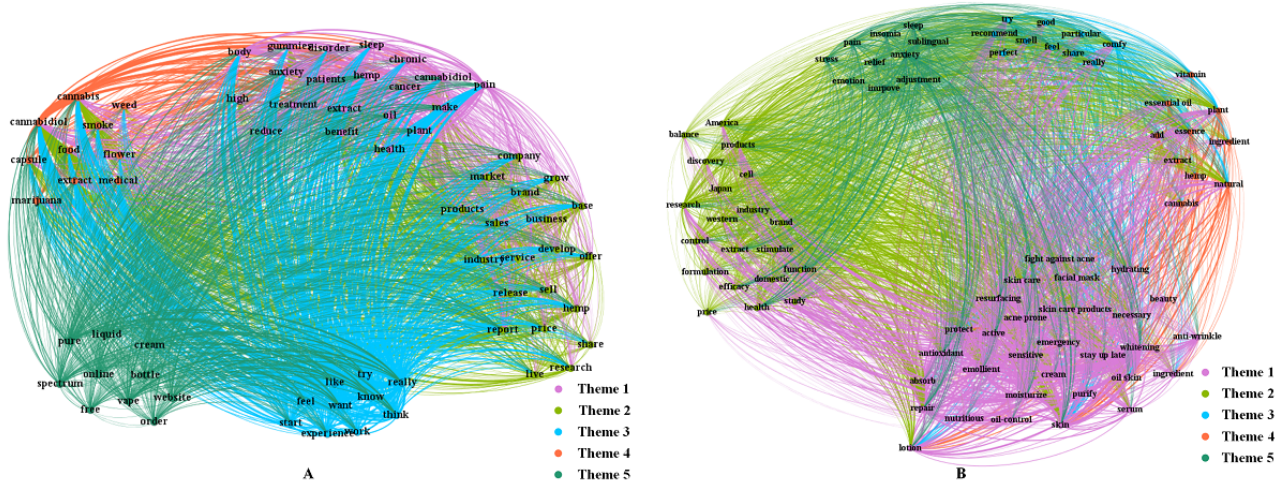 body
gummies
disorder
sleep
chronic
anxiety
patients
hemp
cannabidiol
cancer
pain
high
treatment
extract
oil
make
reduce
benefit
plant
health
cannabis
weed
cannabidiol
smoke
food
flower
capsule
extract
medical
marijuana
company
market
grow
brand
base
products
sales
business
develop
industry
service
offer
release
sell
hemp
report
price
share
live
research
liquid
pure
cream
online
bottle
spectrum
vape
website
free
order
try
like
really
know
feel
want
think
start
experience
work
Theme 1
Theme 2
Theme 3
Theme 4
Theme 5
A
sleep
insomia
pain
sublingual
anxiety
stress
relief
emotion
adjustment
imrpove
try
good
recommend
particular
smell
feel
comfy
perfect
share
really
vitamin
essential oil
plant
add
essence
ingredient
extract
hemp
natural
cannabis
America
balance
products
discovery
cell
Japan
research
industry
western
brand
control
extract
stimulate
formulation
function
domestic
efficacy
study
health
price
fight against acne
hydrating
skin care
facial mask
resurfacing
beauty
skin care products
acne prone
necessary
protect
active
anti-wrinkle
emergency
whitening
antioxidant
sensitive
stay up late
emollient
cream
oil skin
ingredient
absorb
moisturize
purify
repair
serum
nutritious
oil-control
skin
lotion
Theme 1
Theme 2
Theme 3
Theme 4
Theme 5
B